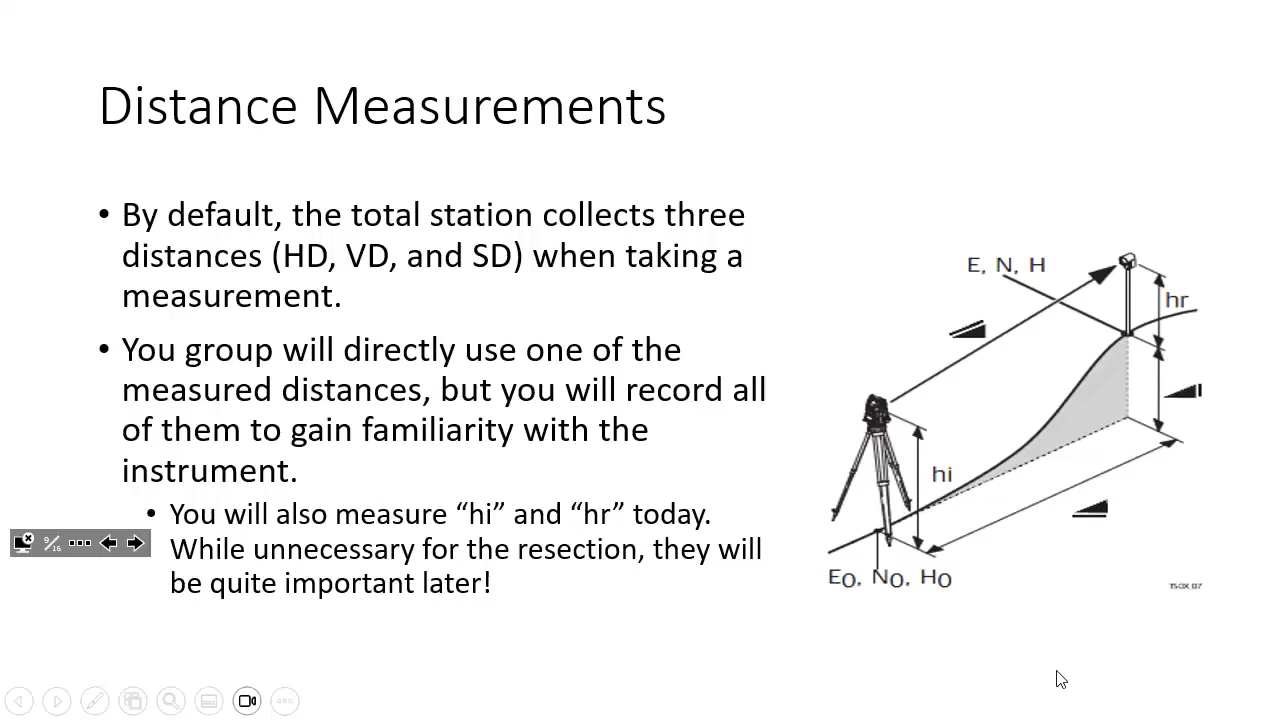 Distance Measurements
• By default, the total station collects three
distances (HD, VD, and SD) when taking a
measurement.
• You group will directly use one of the
measured distances, but you will record all
of them to gain familiarity with the
instrument.
• You will also measure “hi” and “hr” today.
While unnecessary for the resection, they will
be quite important later!
9/16
E, N, H
hr
hi
E0, N0, H0
TSOX_07